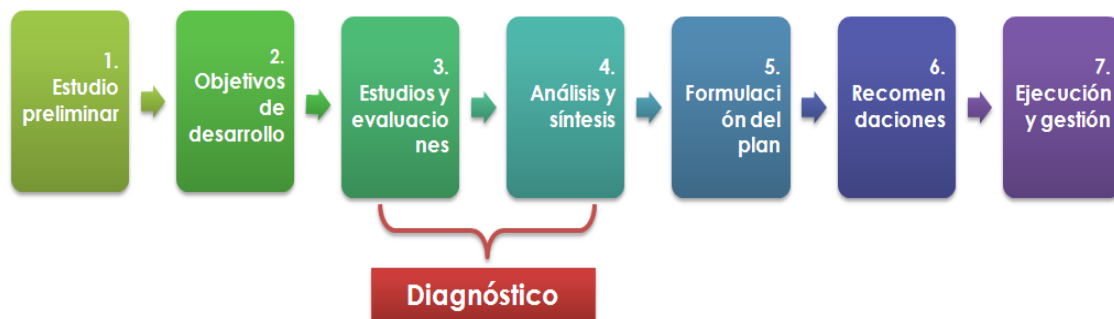 1.
Estudio
preliminar
2.
Objetivos
de
desarrollo
3.
Estudios y
evaluacio
nes
4.
Análisis y
síntesis
5.
Formulaci
ón del
plan
6.
Recomen
daciones
7.
Ejecución
y gestión
Diagnóstico